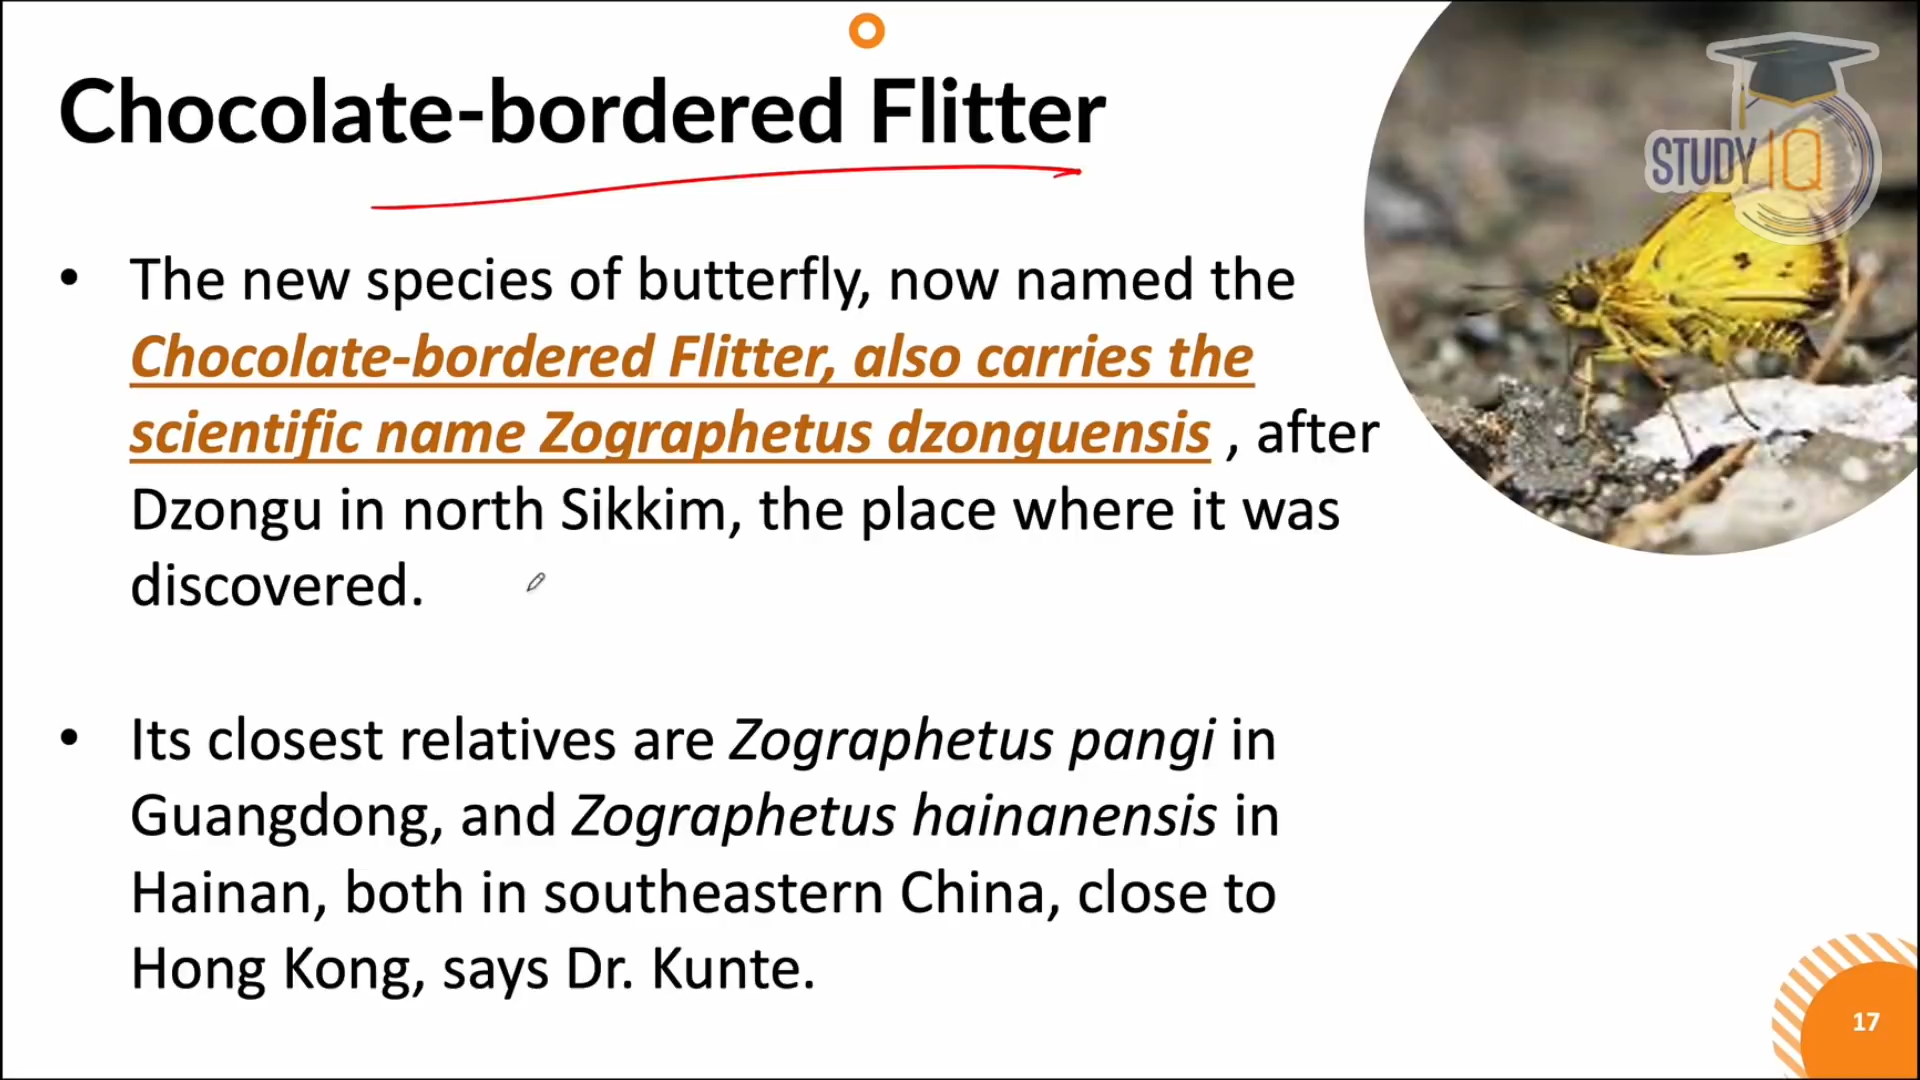 Chocolate-bordered Flitter
STUDY IQ
• The new species of butterfly, now named the
Chocolate-bordered Flitter, also carries the
scientific name Zographetus dzonguensis , after
Dzongu in north Sikkim, the place where it was
discovered.
• Its closest relatives are Zographetus pangi in
Guangdong, and Zographetus hainanensis in
Hainan, both in southeastern China, close to
Hong Kong, says Dr. Kunte.
17